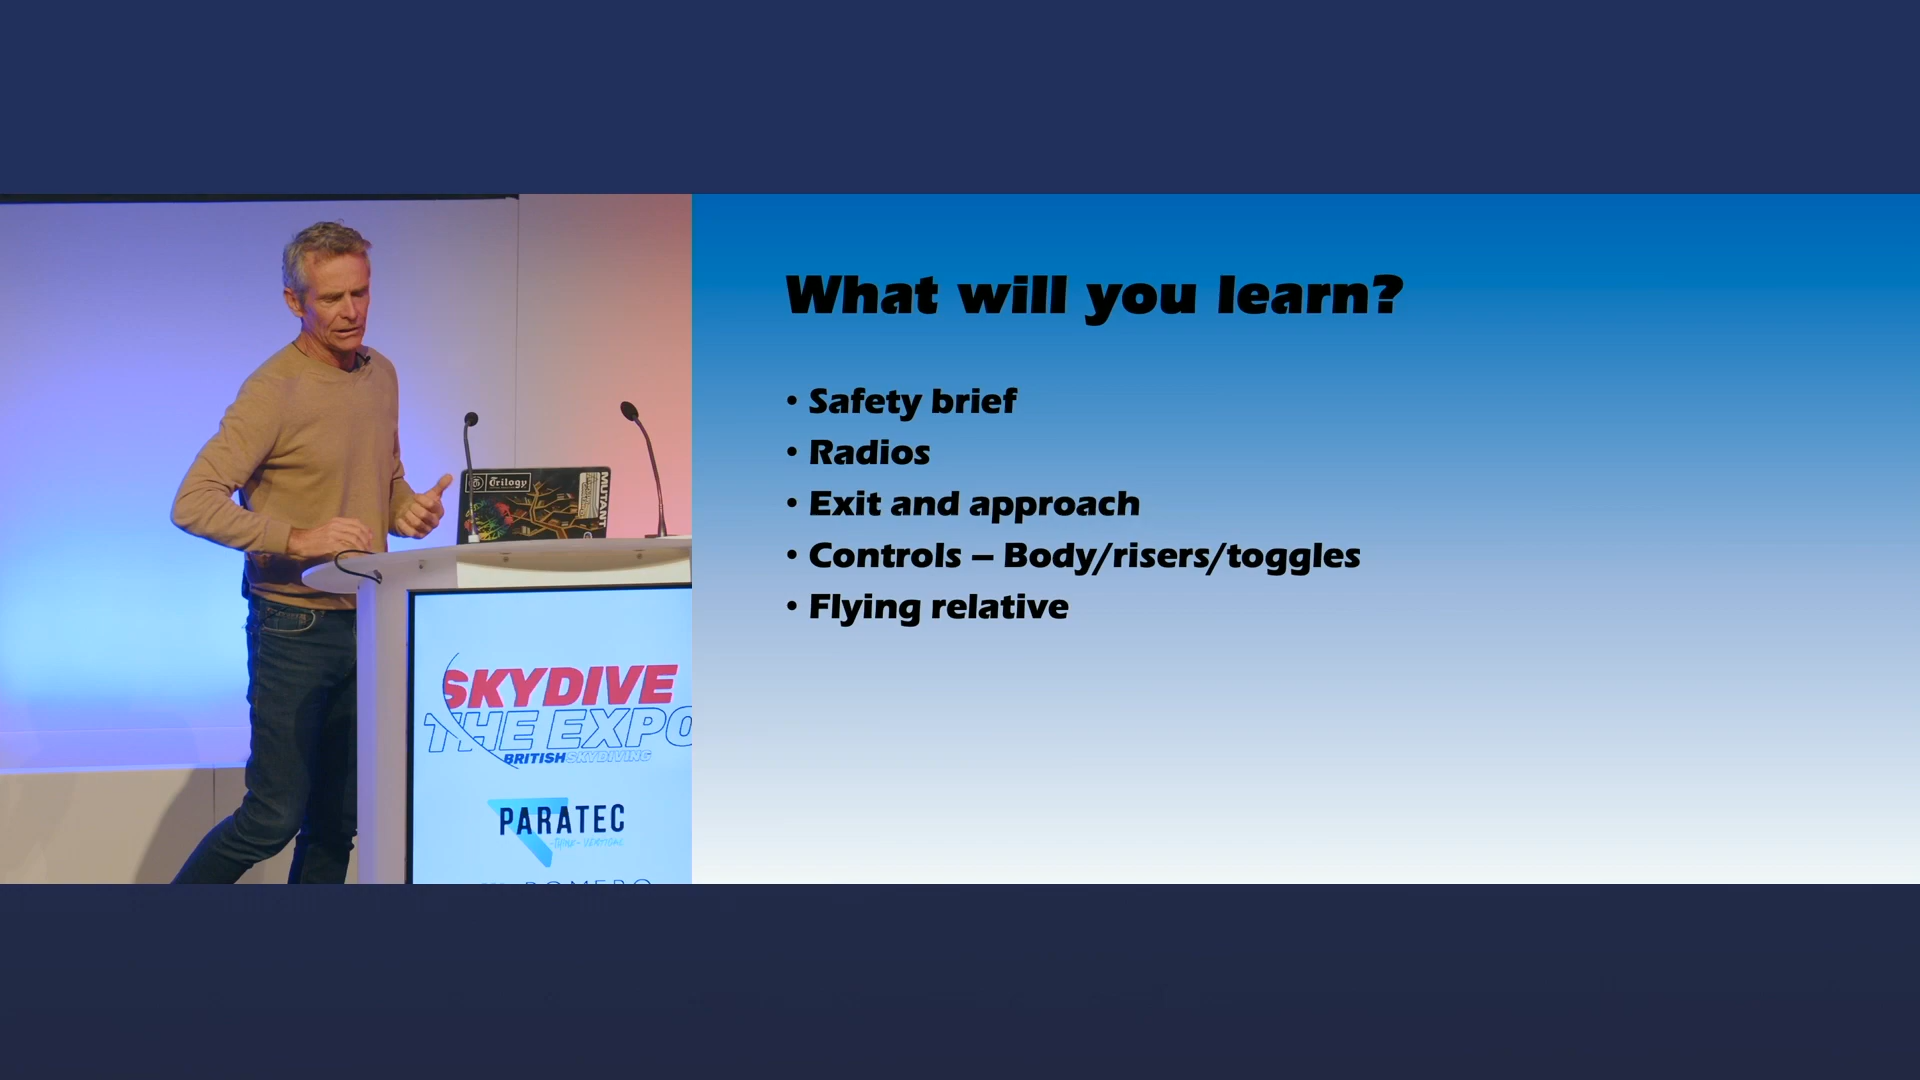 What will you learn?
• Safety brief
• Radios
• Exit and approach
• Controls – Body/risers/toggles
• Flying relative
Trilogy
MUTANT
SKYDIVE
THE EXPO
BRITISH SKYDIVING
PARATEC